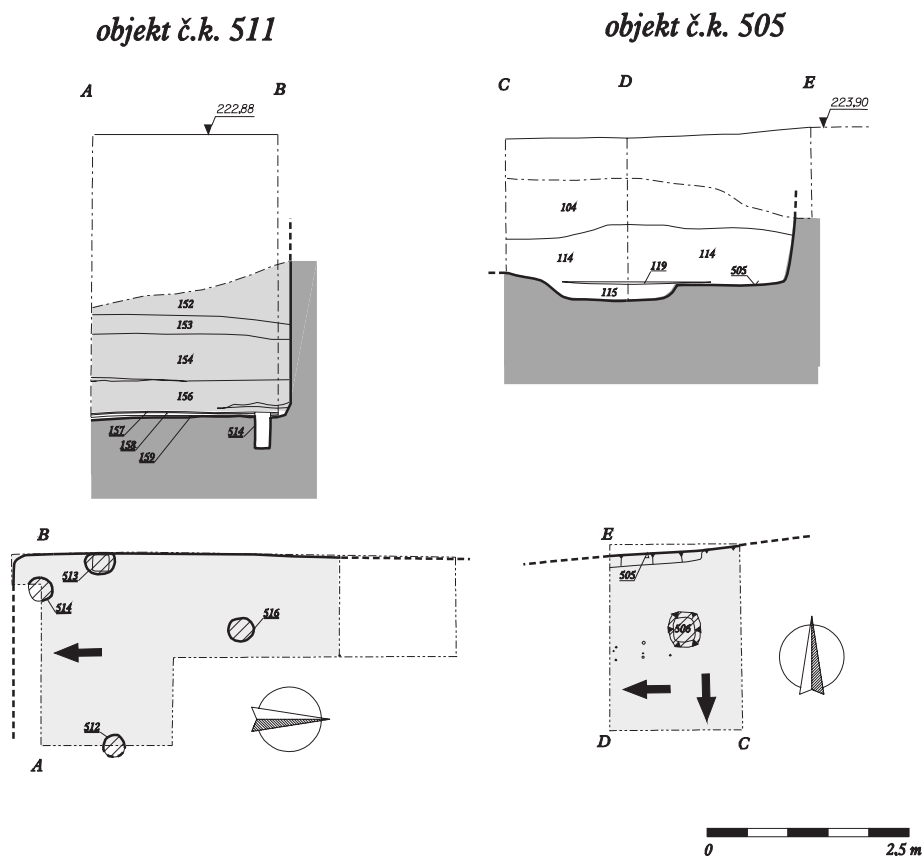 objekt č.k. 511
objekt č.k. 505
A
B
222,88
152
153
154
156
157
158
159
514
C
D
E
223,90
104
114
114
119
505
115
B
513
514
516
512
A
E
505
506
D
C
0
2,5 m